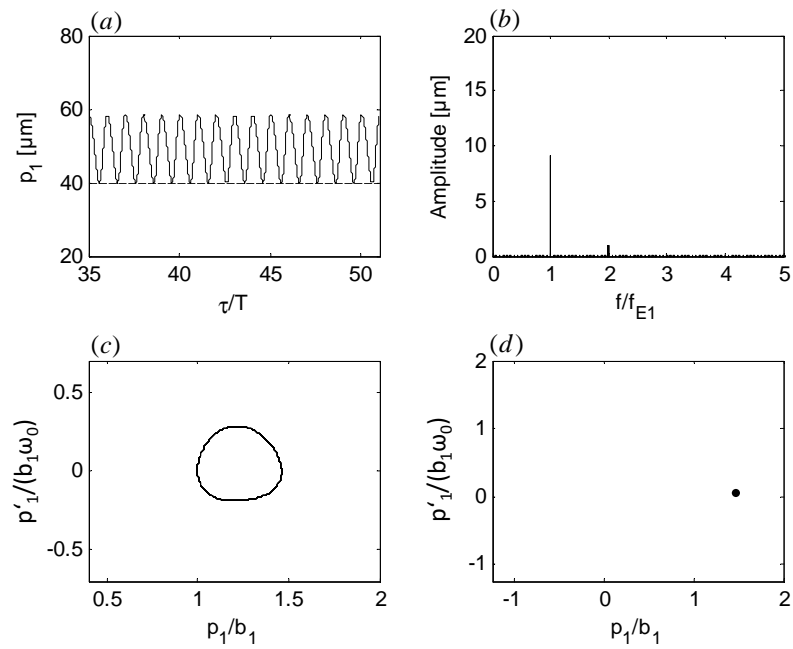 (a)
80
60
40
20
p1 [µm]
35
40
45
50
τ/T
(b)
20
15
10
5
0
Amplitude [µm]
0
1
2
3
4
5
f/fE1
(c)
0.5
0
-0.5
p'1/(b1ω0)
0.5
1
1.5
2
p1/b1
(d)
2
1
0
-1
p'1/(b1ω0)
-1
0
1
2
p1/b1